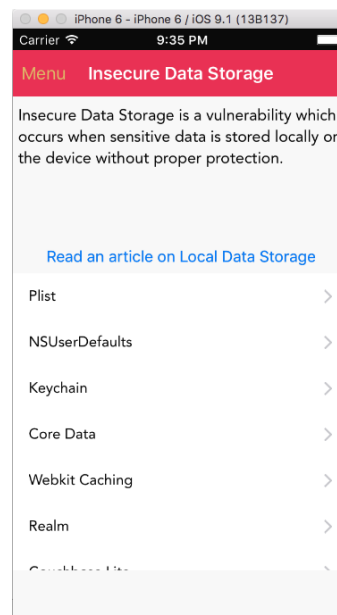 iPhone 6 - iPhone 6 / iOS 9.1 (13B137)
Carrier 9:35 PM
Menu Insecure Data Storage
Insecure Data Storage is a vulnerability which
occurs when sensitive data is stored locally on
the device without proper protection.
Read an article on Local Data Storage
Plist
NSUserDefaults
Keychain
Core Data
Webkit Caching
Realm
Couchbase Lite